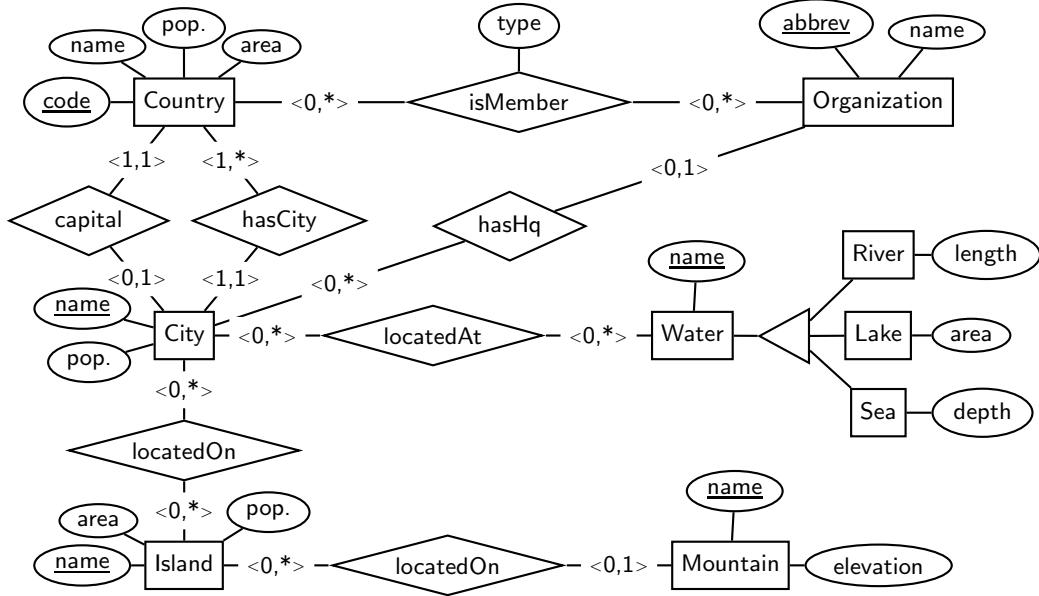 pop.
type
abbrev
name
name
area
code
Country
<0,*>
isMember
<0,*>
Organization
<1,1>
<1,*>
<0,1>
capital
hasCity
hasHq
<0,1>
<1,1>
<0,*>
name
River
length
name
City
<0,*>
locatedAt
<0,*>
Water
Lake
area
pop.
<0,*>
Sea
depth
locatedOn
name
<0,*>
pop.
area
name
Island
<0,*>
locatedOn
<0,1>
Mountain
elevation